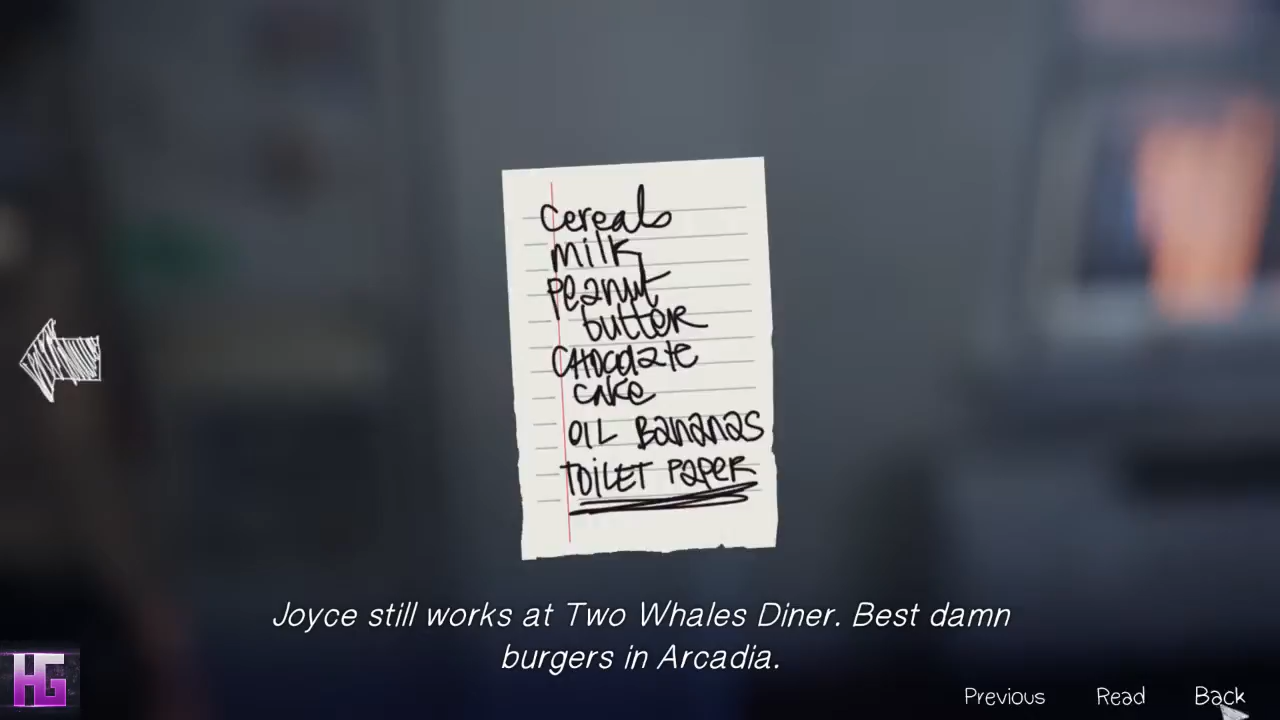 cereals
milk
peanut
butter
CHocolate
cake
OIL Bananas
TOiLET PaPeR
Joyce still works at Two Whales Diner. Best damn
burgers in Arcadia.
HG
Previous Read Back